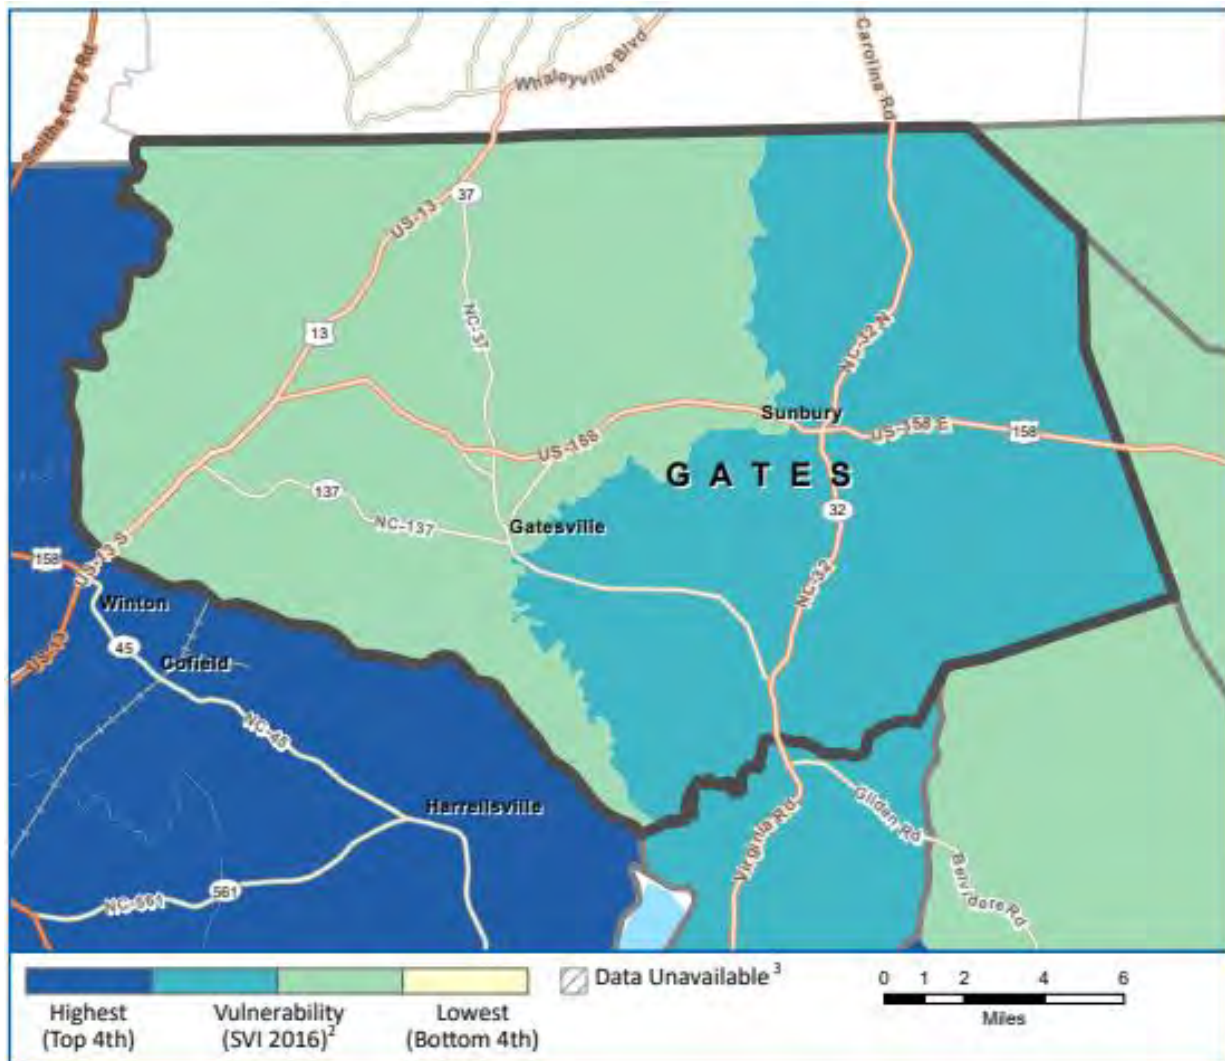 Smiths Ferry Rd
Whaleyville Blvd
Carolina Rd
37
US-13
13
NC-37
NC-32 N
Sunbury
US-158 E
158
US-158
GATES
137
NC-137
Gatesville
32
NC-32
158
US-13 S
Winton
US-13
45
Cofield
NC-45
Harrellsville
Virginia Rd
Gliden Rd
Belvidere Rd
NC-561
561
Highest
(Top 4th)
Vulnerability
(SVI 2016)2
Lowest
(Bottom 4th)
Data Unavailable3
0 1 2 4 6
Miles